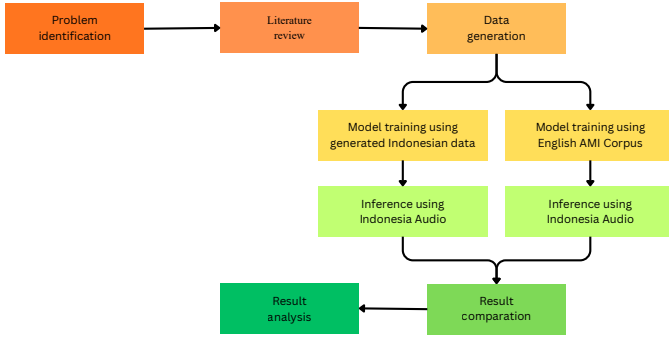 Problem
identification
Literature
review
Data
generation
Model training using
generated Indonesian data
Model training using
English AMI Corpus
Inference using
Indonesia Audio
Inference using
Indonesia Audio
Result
comparation
Result
analysis